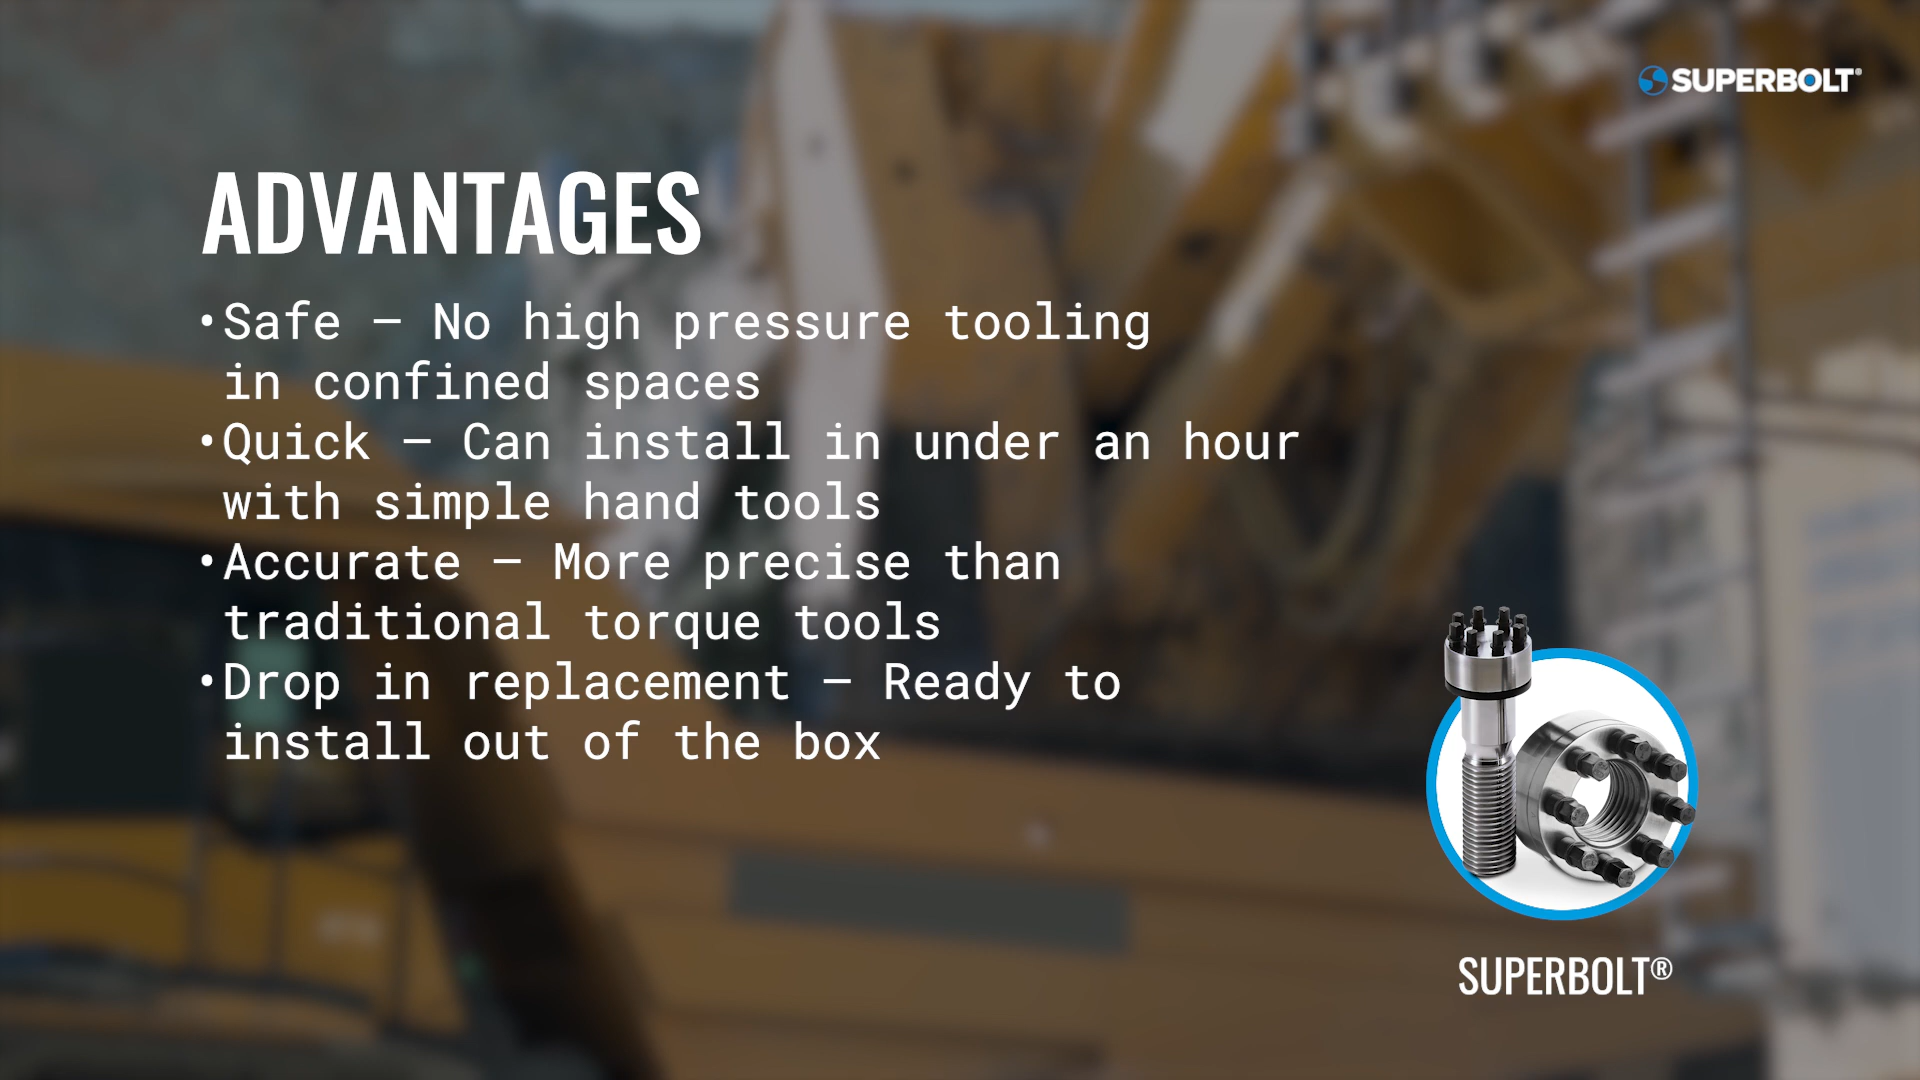 SUPERBOLT®
ADVANTAGES
•Safe – No high pressure tooling
in confined spaces
•Quick – Can install in under an hour
with simple hand tools
•Accurate – More precise than
traditional torque tools
•Drop in replacement – Ready to
install out of the box
SUPERBOLT®